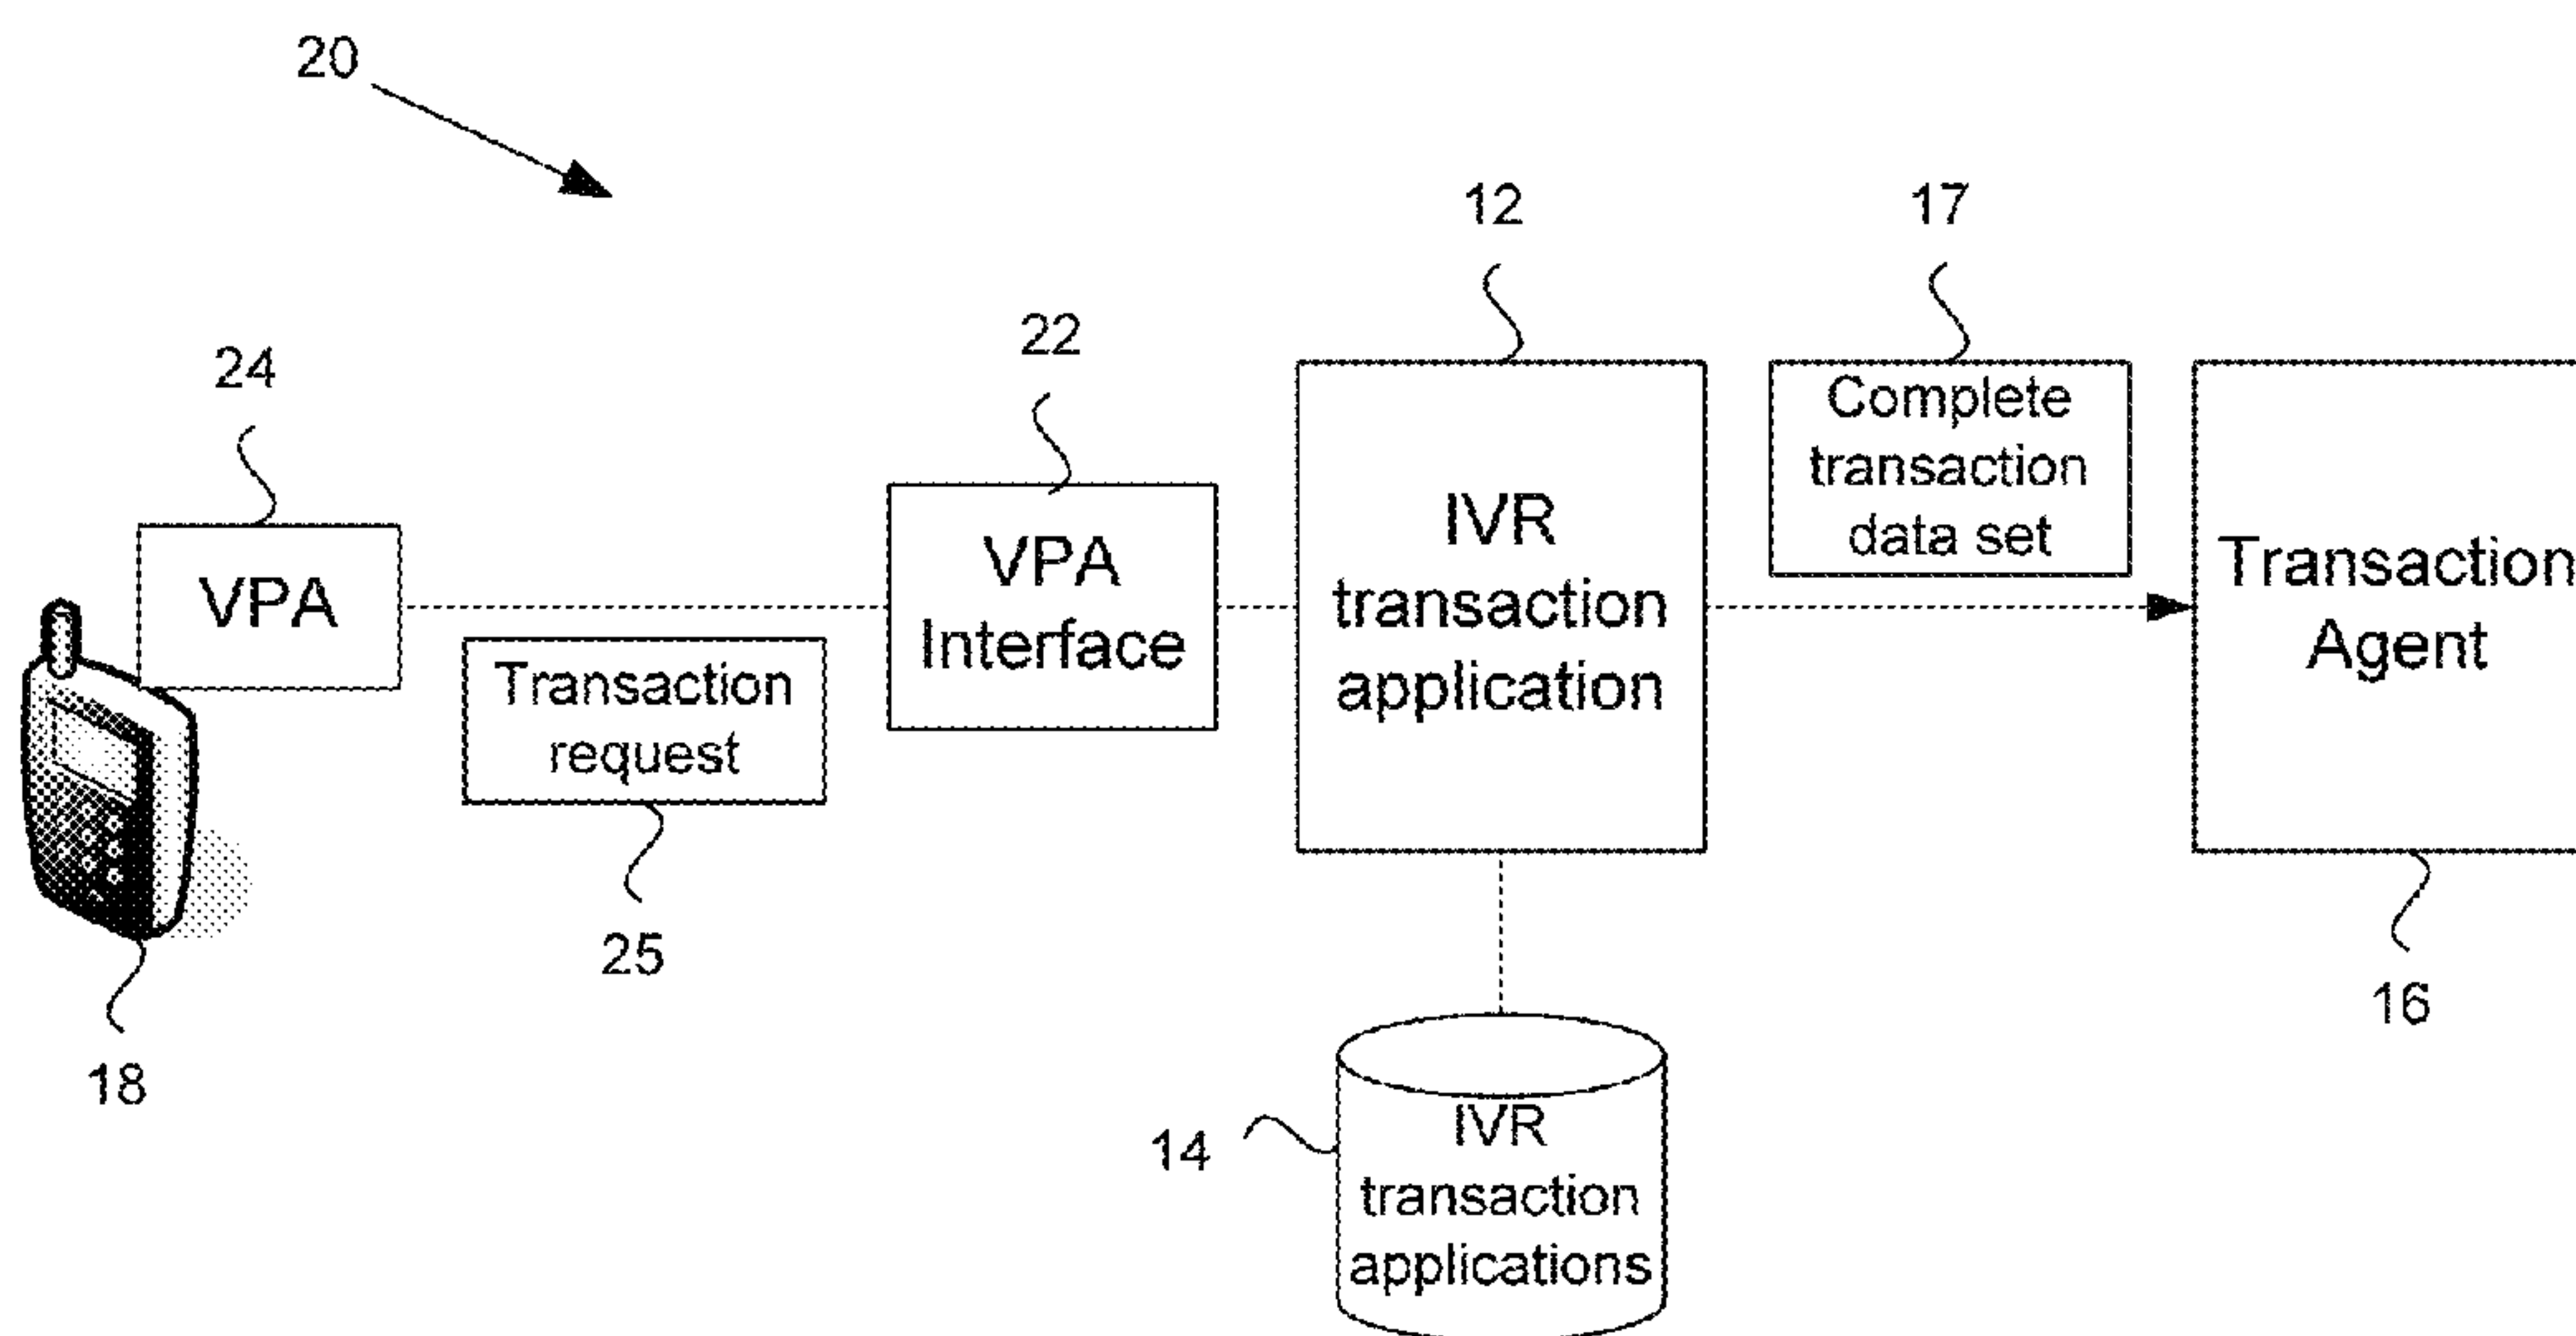 20
12
17
22
24
Complete
transaction
data set
IVR
transaction
application
VPA
Interface
Transaction
Agent
VPA
Transaction
request
25
16
18
14
IVR
transaction
applications